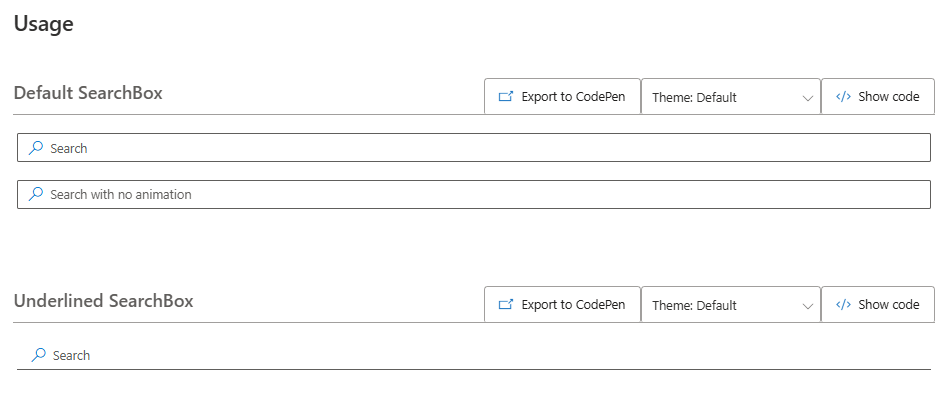 Usage
Default SearchBox Export to CodePen Theme: Default </> Show code
Search
Search with no animation
Underlined SearchBox Export to CodePen Theme: Default </> Show code
Search